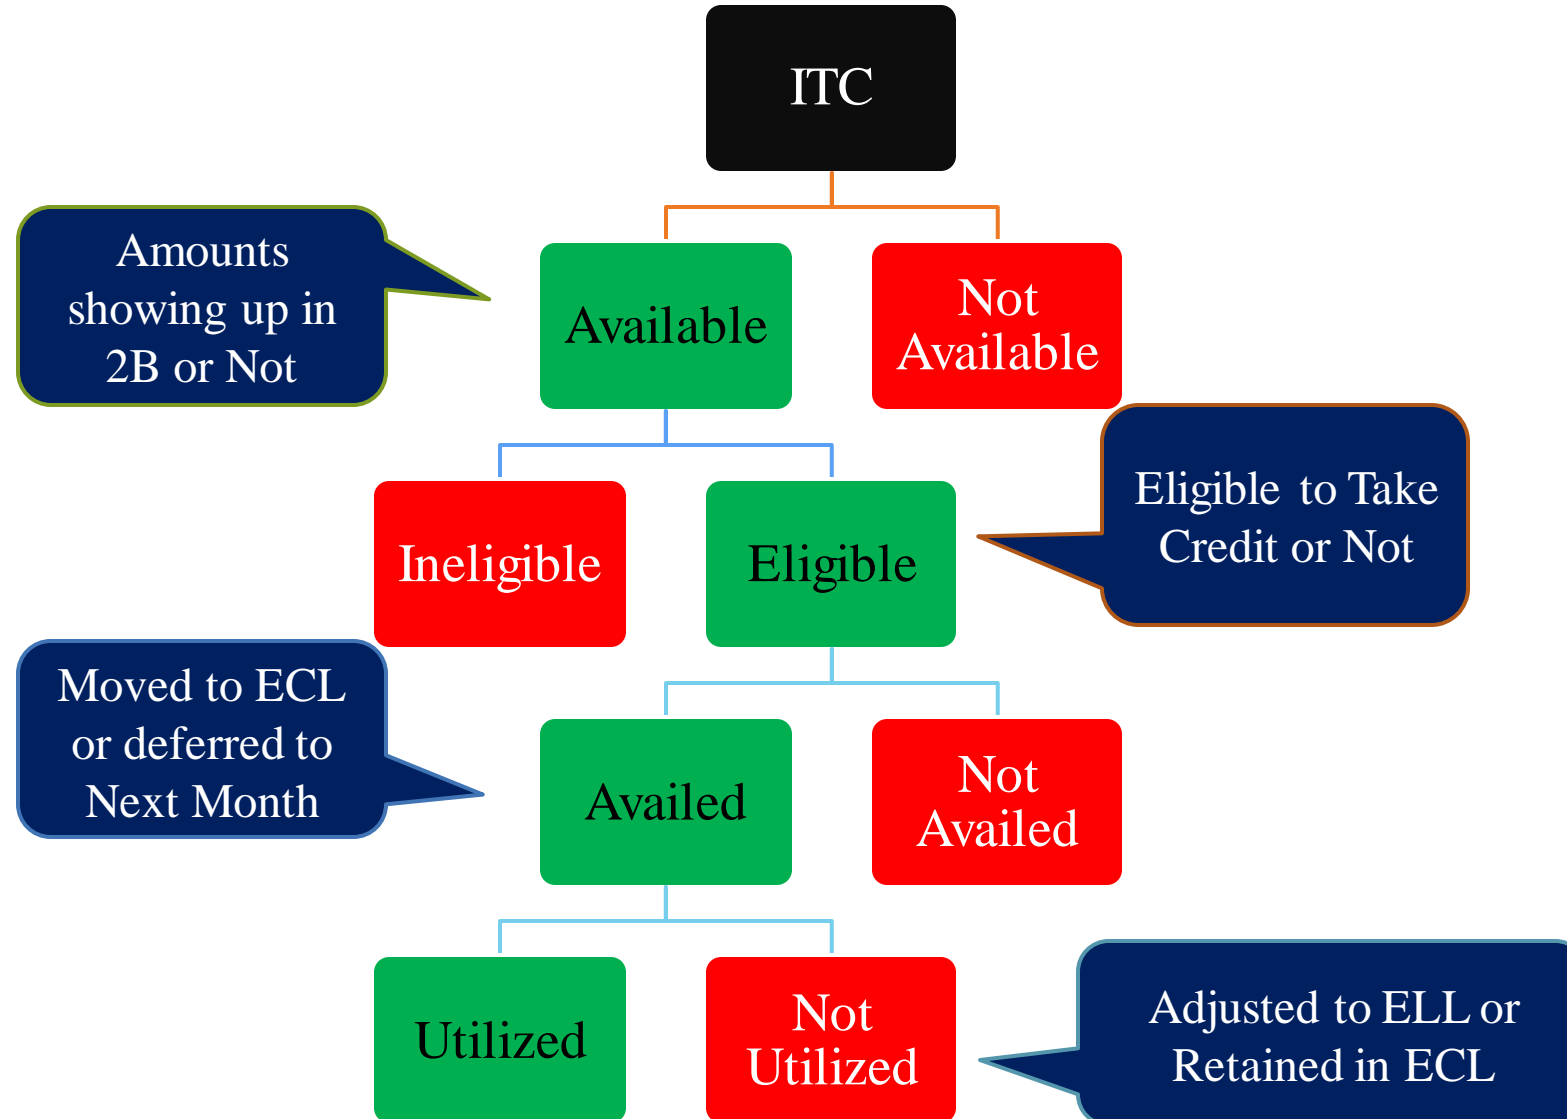 ITC
Amounts
showing up in
2B or Not
Available
Not
Available
Eligible to Take
Credit or Not
Ineligible
Eligible
Moved to ECL
or deferred to
Next Month
Availed
Not
Availed
Utilized
Not
Utilized
Adjusted to ELL or
Retained in ECL